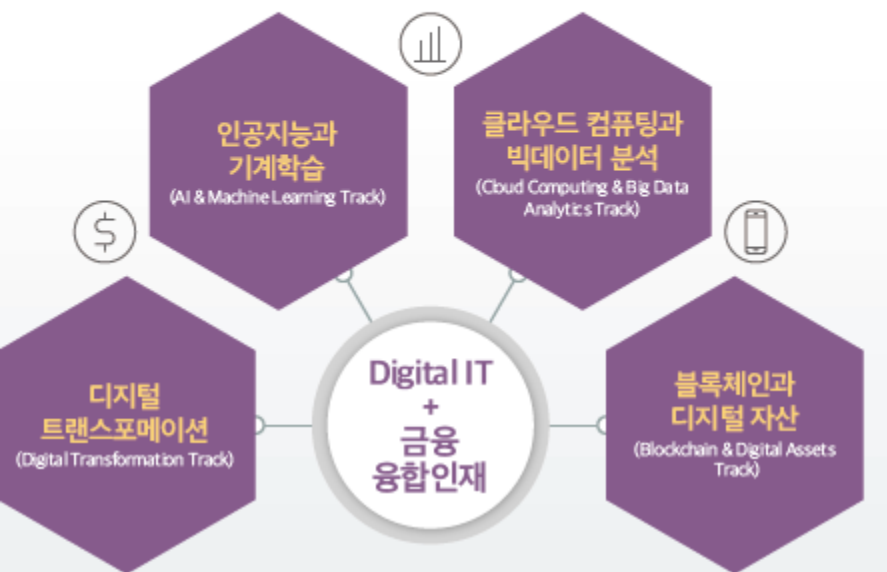 인공지능과
기계학습
(AI & Machine Learning Track)
클라우드 컴퓨팅과
빅데이터 분석
(Cloud Computing & Big Data
Analytics Track)
디지털
트랜스포메이션
(Digital Transformation Track)
Digital IT
+
금융
융합인재
블록체인과
디지털 자산
(Blockchain & Digital Assets
Track)